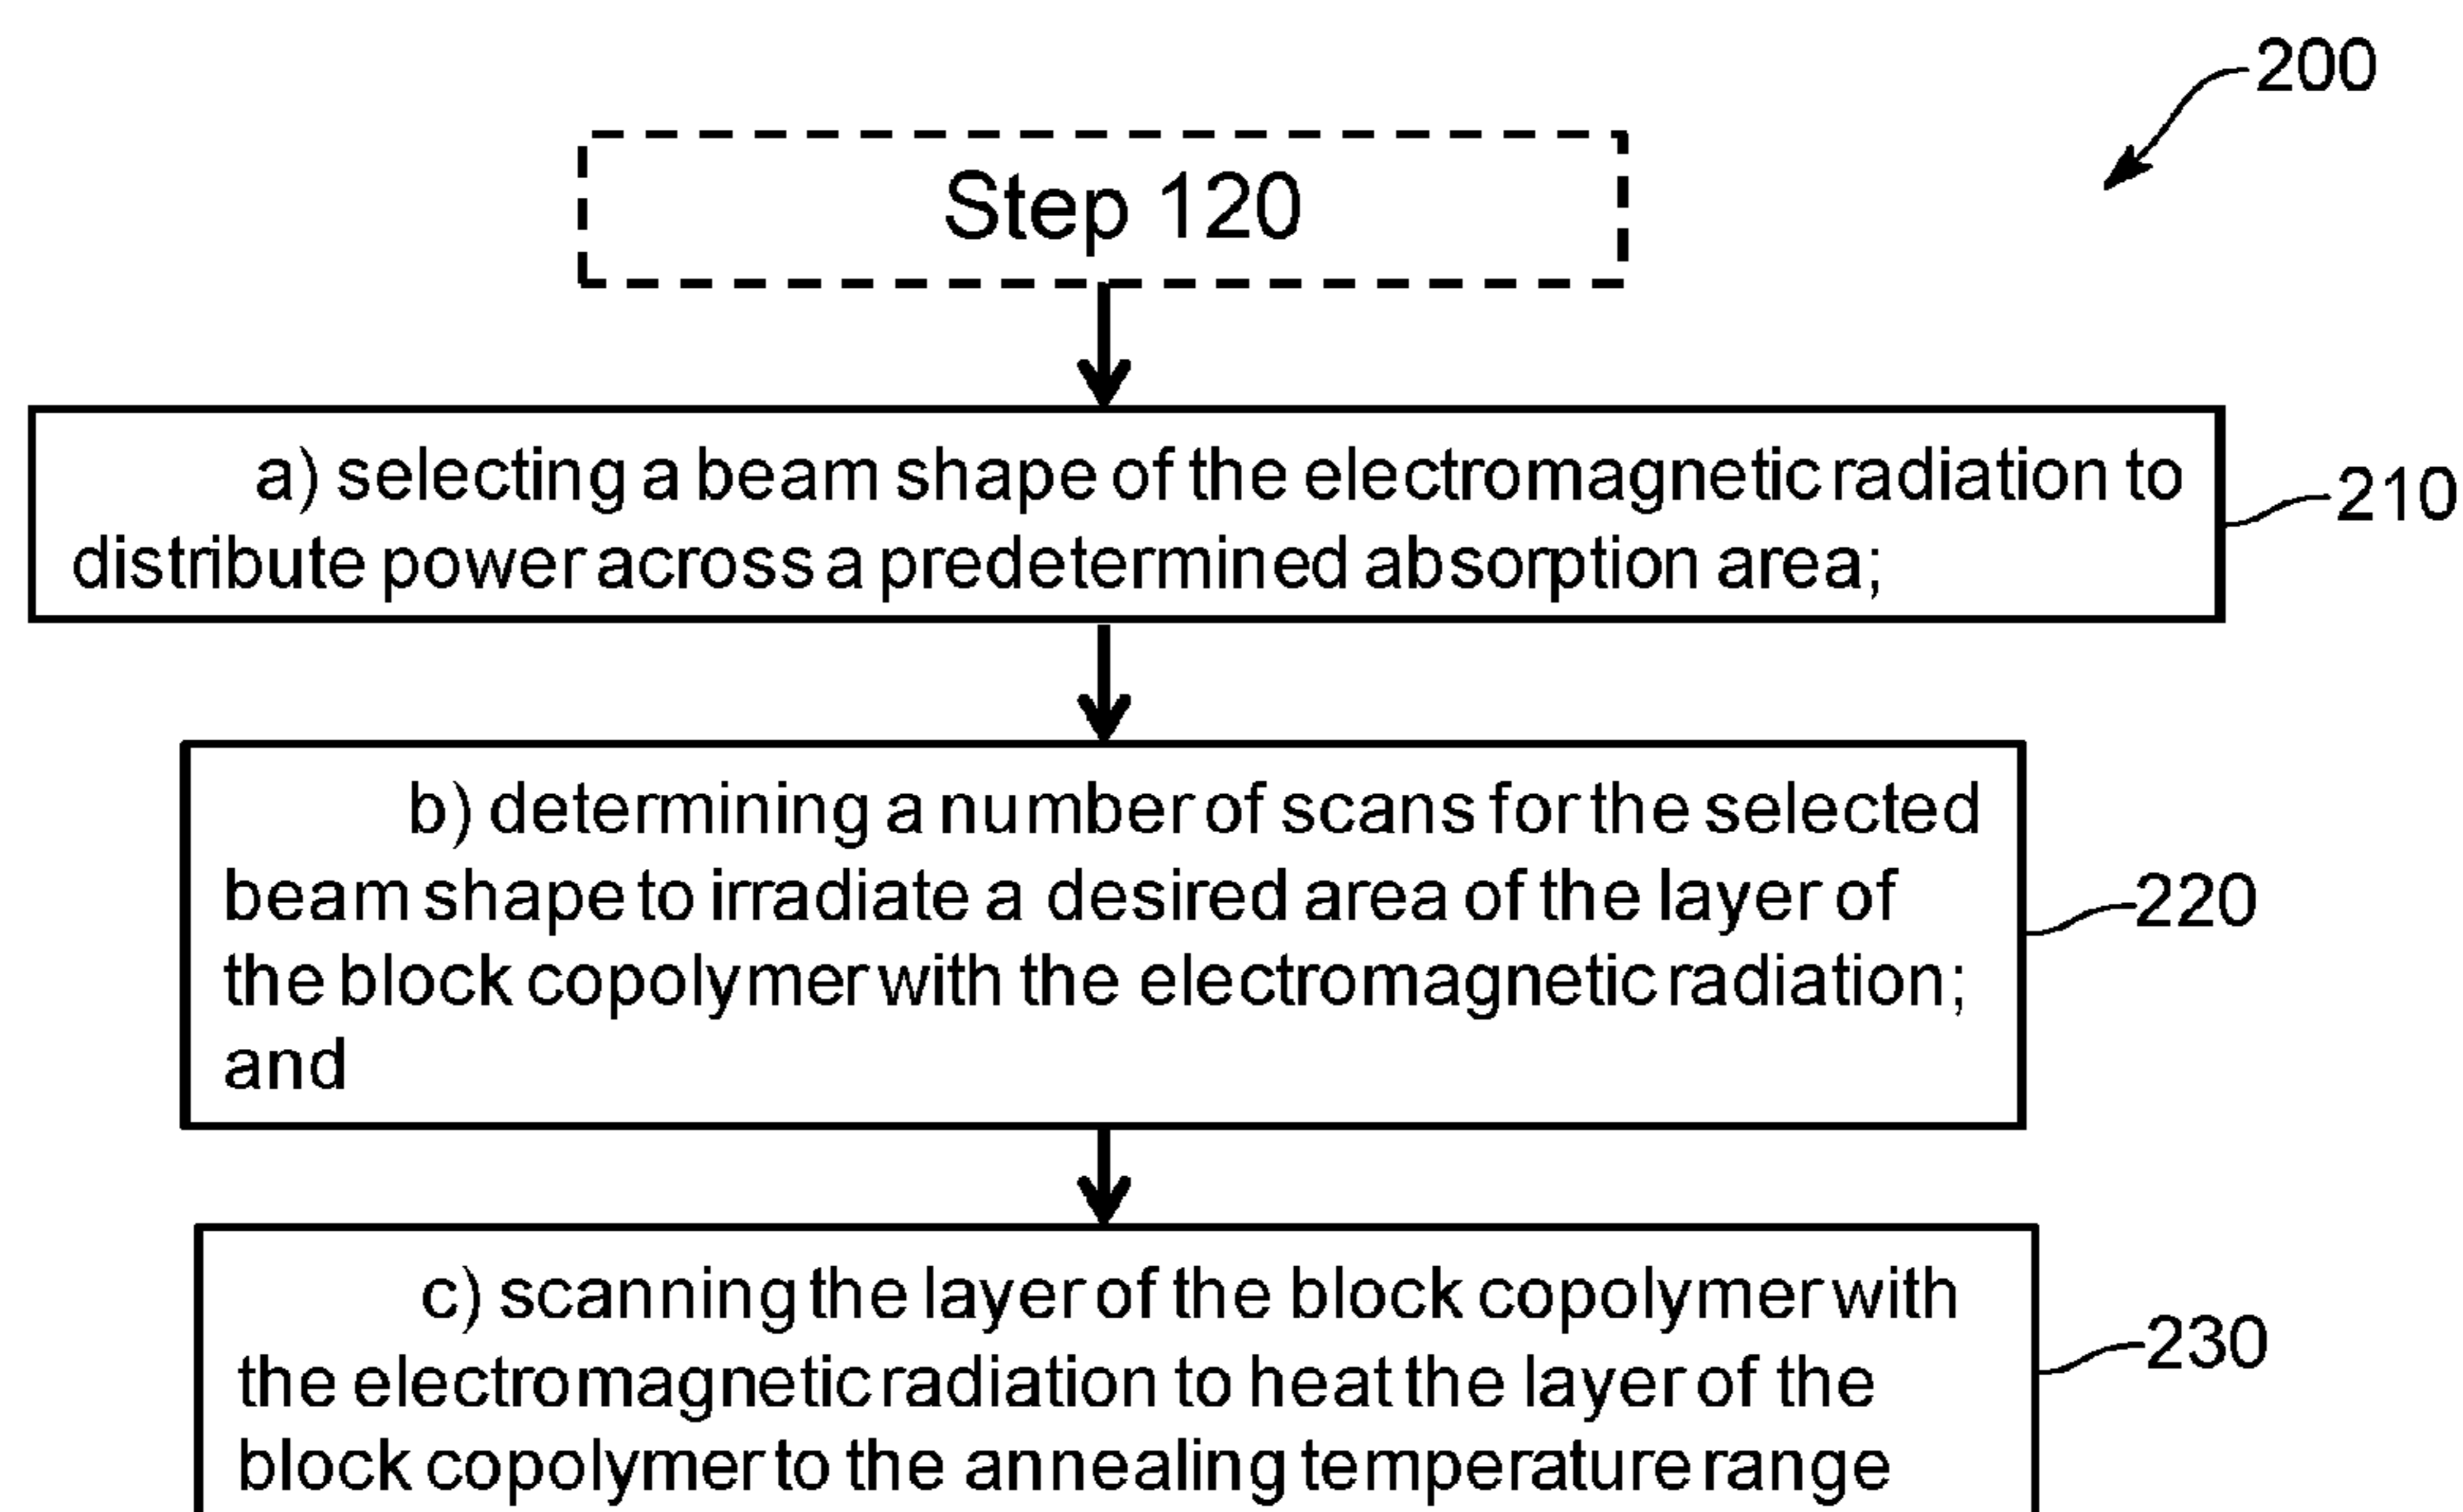 200
Step 120
a) selecting a beam shape of the electromagnetic radiation to
distribute power across a predetermined absorption area;
210
b) determining a number of scans for the selected
beam shape to irradiate a desired area of the layer of
the block copolymer with the electromagnetic radiation;
and
220
c) scanning the layer of the block copolymer with
the electromagnetic radiation to heat the layer of the
block copolymer to the annealing temperature range
230